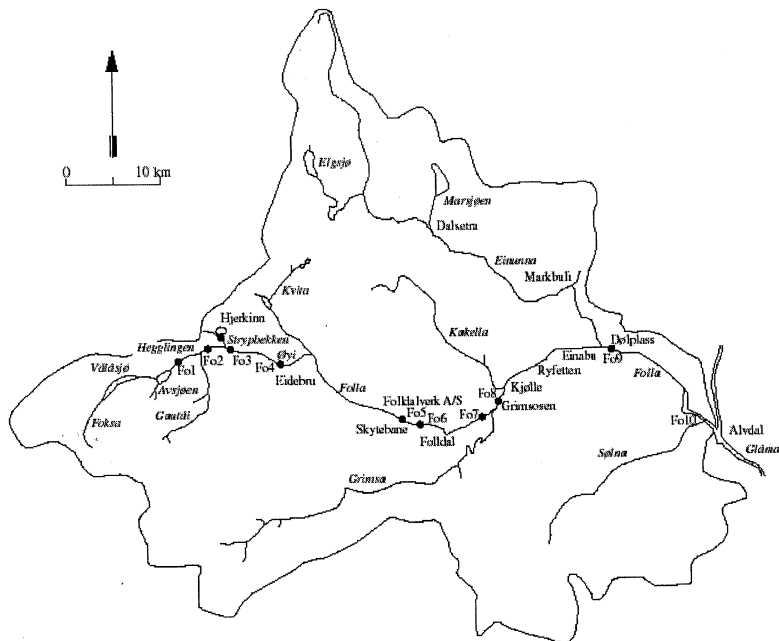 0 10 km
Elgsjø
Marsjøen
Dalsetra
Einunna
Markbuli
Kvita
Hjerkinn
Kakella
Strypbekken
Hegglingen
Dølplass
Fo1
Fo2
Fo3
Fo4
Øyi
Eidebru
Einabu
Fo9
Ryfetten
Folla
Vålåsjø
Avsjøen
Gautåi
Foksa
Folla
Folldalverk A/S
Fo8
Kjølle
Fo5
Fo6
Fo7
Grimsosen
Skytebane
Folldal
Fo10
Alvdal
Glåma
Sølna
Grimsa